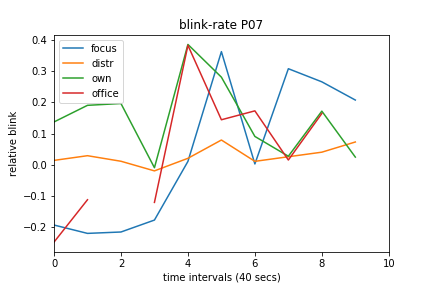 blink-rate P07
focus
distr
own
office
relative blink
0.4
0.3
0.2
0.1
0.0
−0.1
−0.2
0 2 4 6 8 10
time intervals (40 secs)